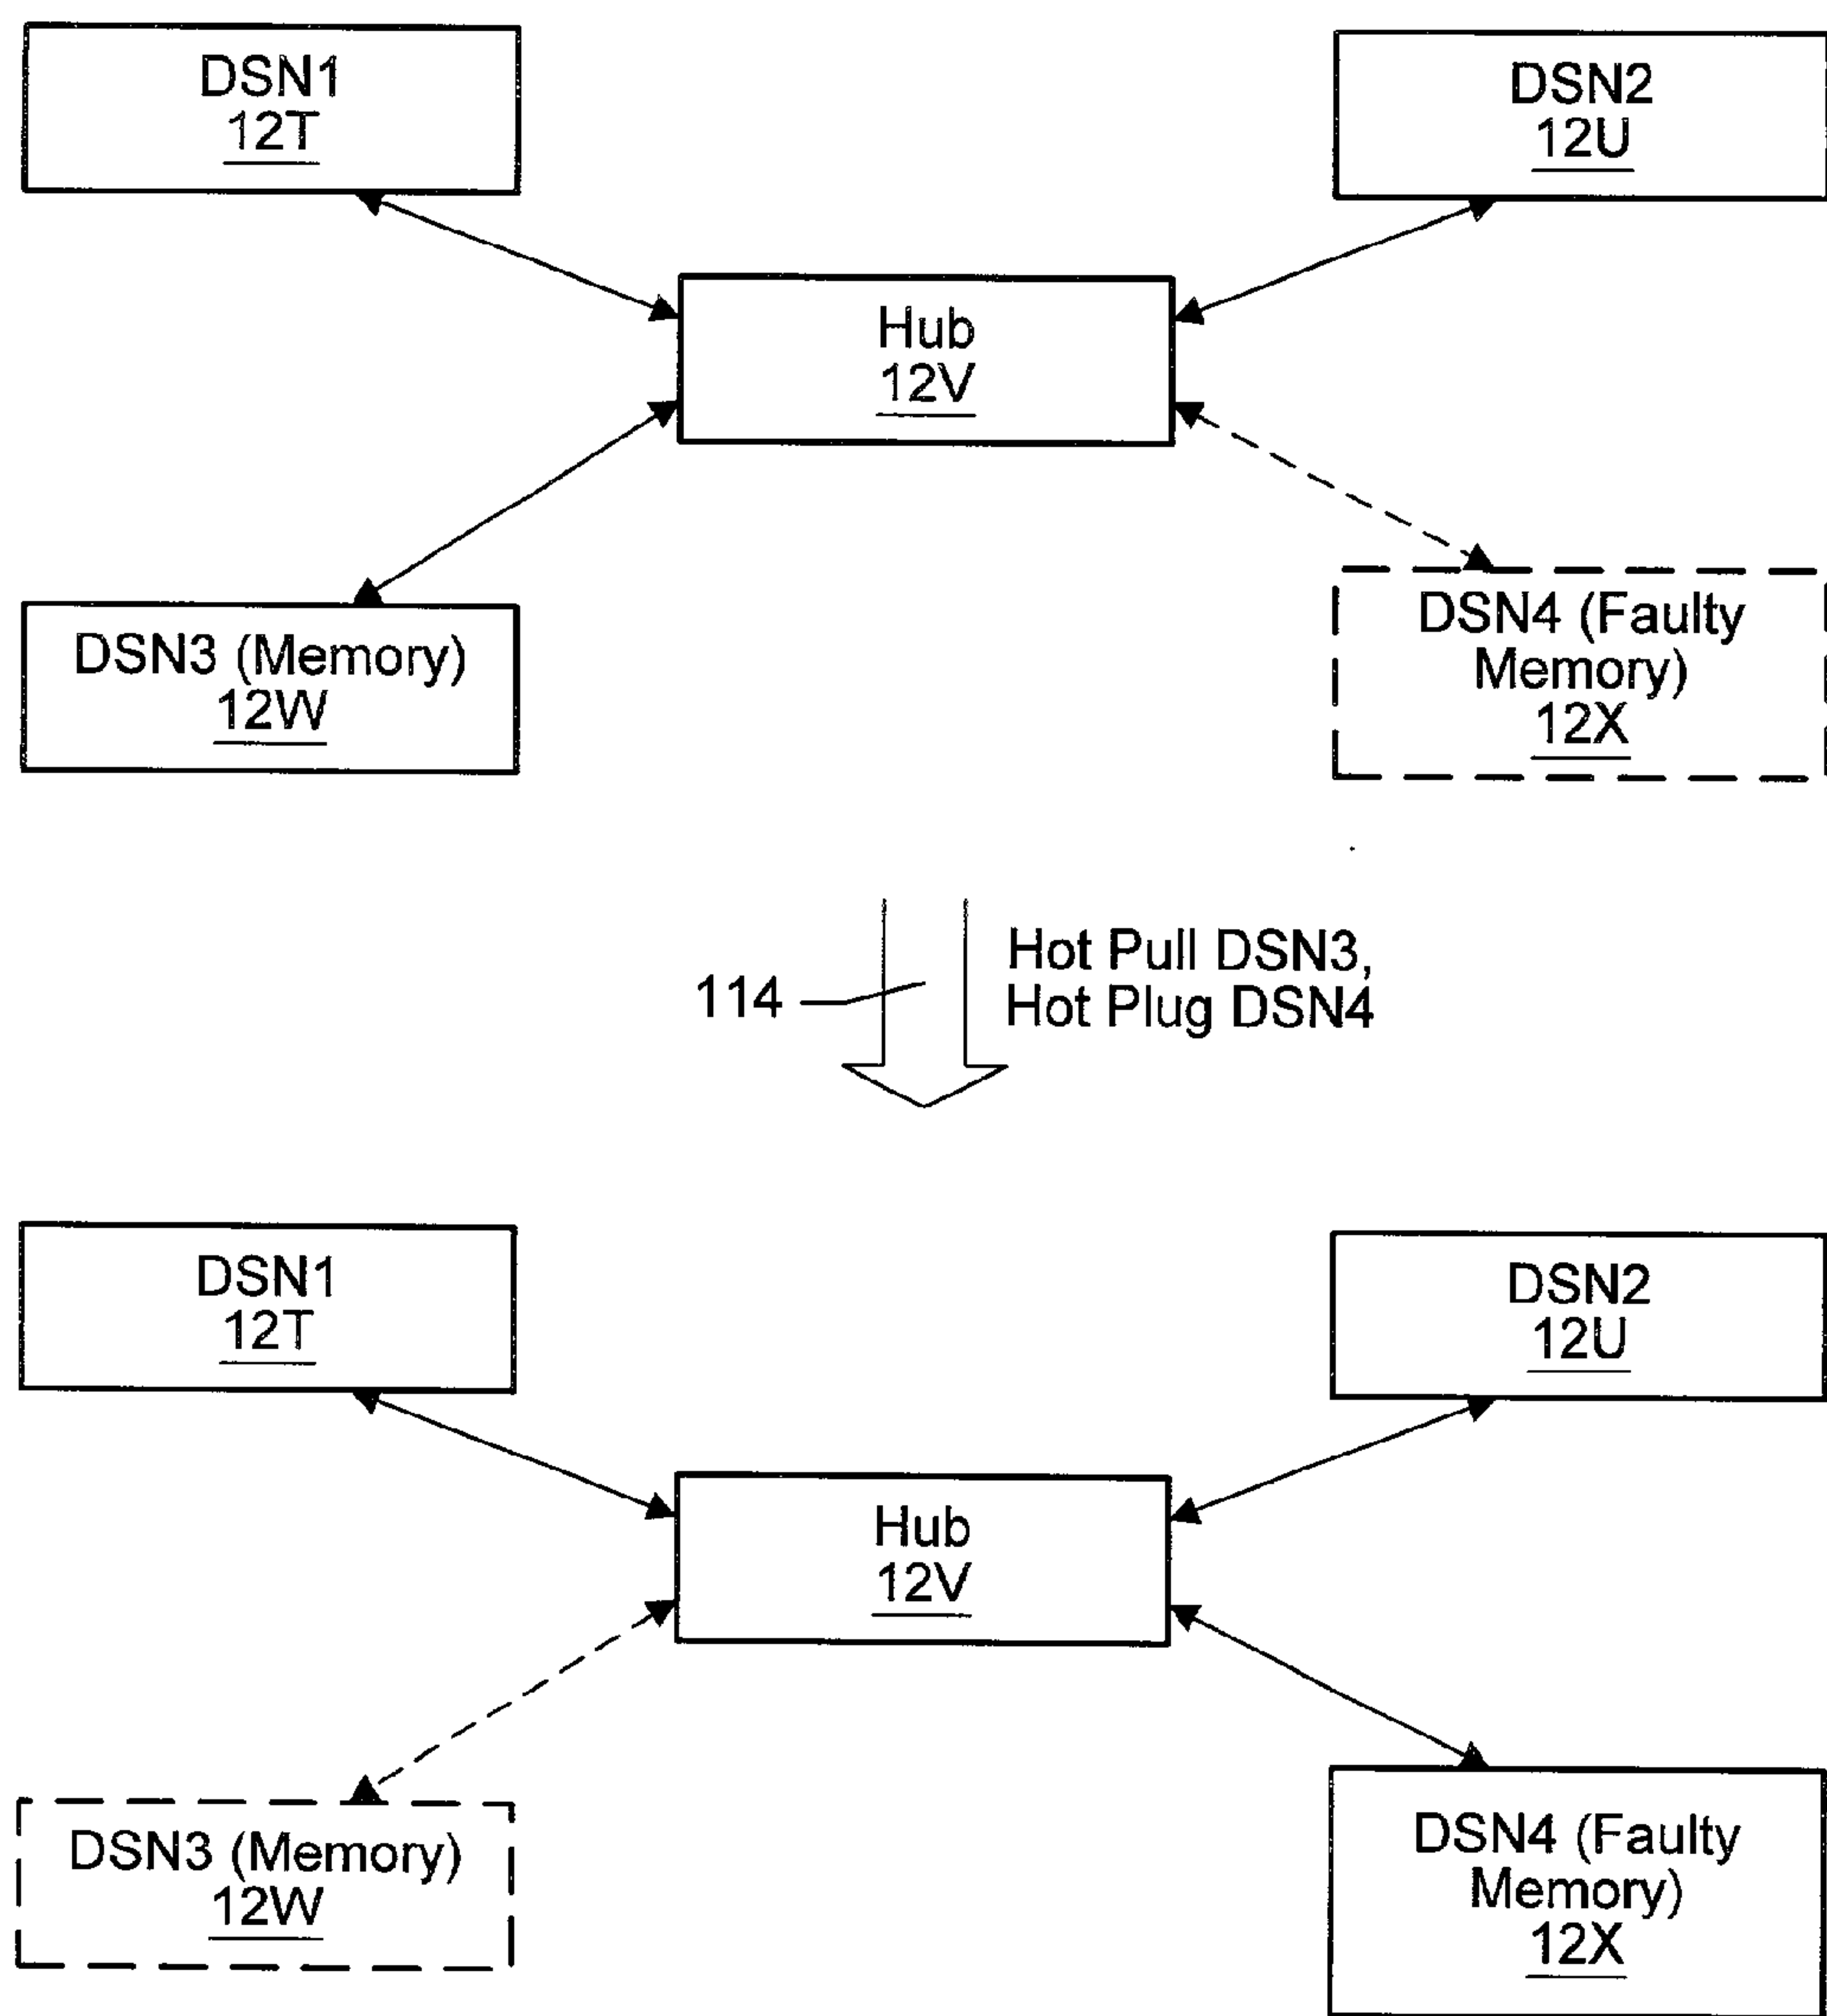 DSN1
12T
DSN2
12U
Hub
12V
DSN3 (Memory)
12W
DSN4 (Faulty
Memory)
12X
114
Hot Pull DSN3,
Hot Plug DSN4
DSN1
12T
DSN2
12U
Hub
12V
DSN3 (Memory)
12W
DSN4 (Faulty
Memory)
12X